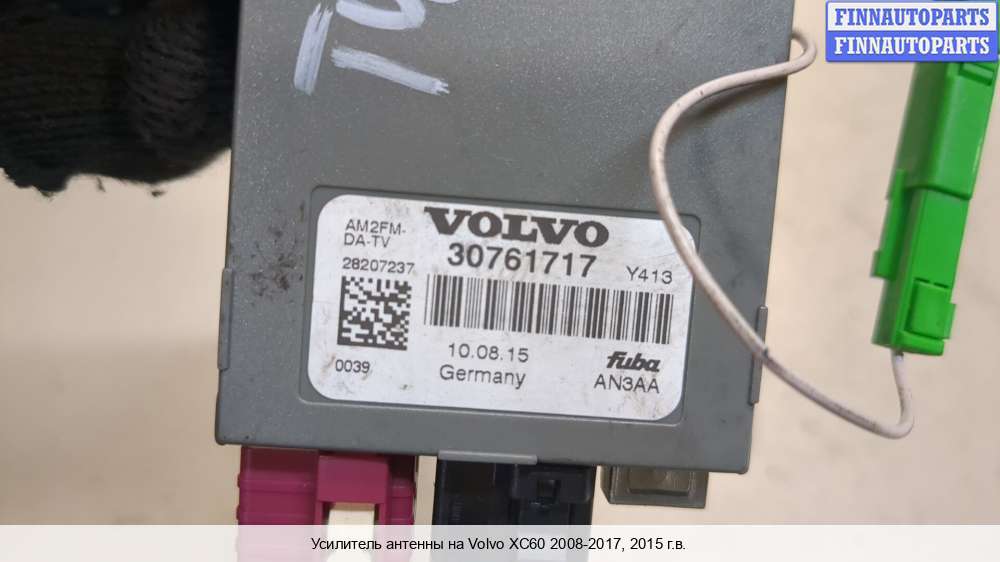 FINNAUTOPARTS
FINNAUTOPARTS
AM2FM-
DA-TV
VOLVO
30761717
28207237
Y413
10.08.15
fuba
0039
Germany
AN3AA
Усилитель антенны на Volvo XC60 2008-2017, 2015 г.в.